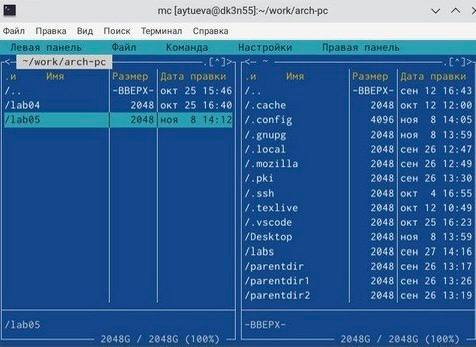 mc [aytueva@dk3n55]:~/work/arch-pc
Файл Правка Вид Поиск Терминал Справка
Левая панель Файл Команда Настройки Правая панель
<— ~/work/arch-pc .[^]>
.и Имя Размер Дата правки
/.. -ВВЕРХ- окт 25 15:46
/lab04 2048 окт 25 16:40
/lab05 2048 ноя 8 14:12
/lab05
2048G / 2048G (100%)
<— ~ .[^]>
.и Имя Размер Дата правки
/.. -ВВЕРХ- сен 12 16:43
/.cache 2048 окт 12 12:00
/.config 4096 ноя 8 14:05
/.gnupg 2048 ноя 8 13:59
/.local 2048 сен 26 12:47
/.mozilla 2048 сен 26 12:49
/.pki 2048 сен 26 13:30
/.ssh 2048 окт 4 16:55
/.texlive 2048 окт 12 10:49
/.vscode 2048 окт 25 16:23
/Desktop 2048 ноя 8 13:59
/labs 2048 сен 27 14:16
/parentdir 2048 сен 26 13:17
/parentdir1 2048 сен 26 13:26
/parentdir2 2048 сен 26 13:19
-ВВЕРХ-
2048G / 2048G (100%)